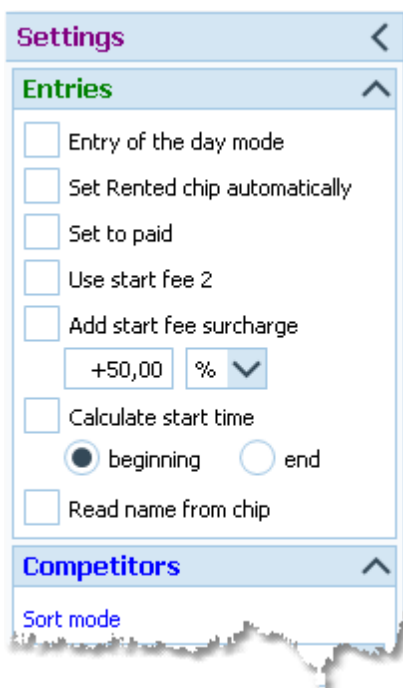 Settings
Entries
Entry of the day mode
Set Rented chip automatically
Set to paid
Use start fee 2
Add start fee surcharge
+50,00 %
Calculate start time
beginning end
Read name from chip
Competitors
Sort mode